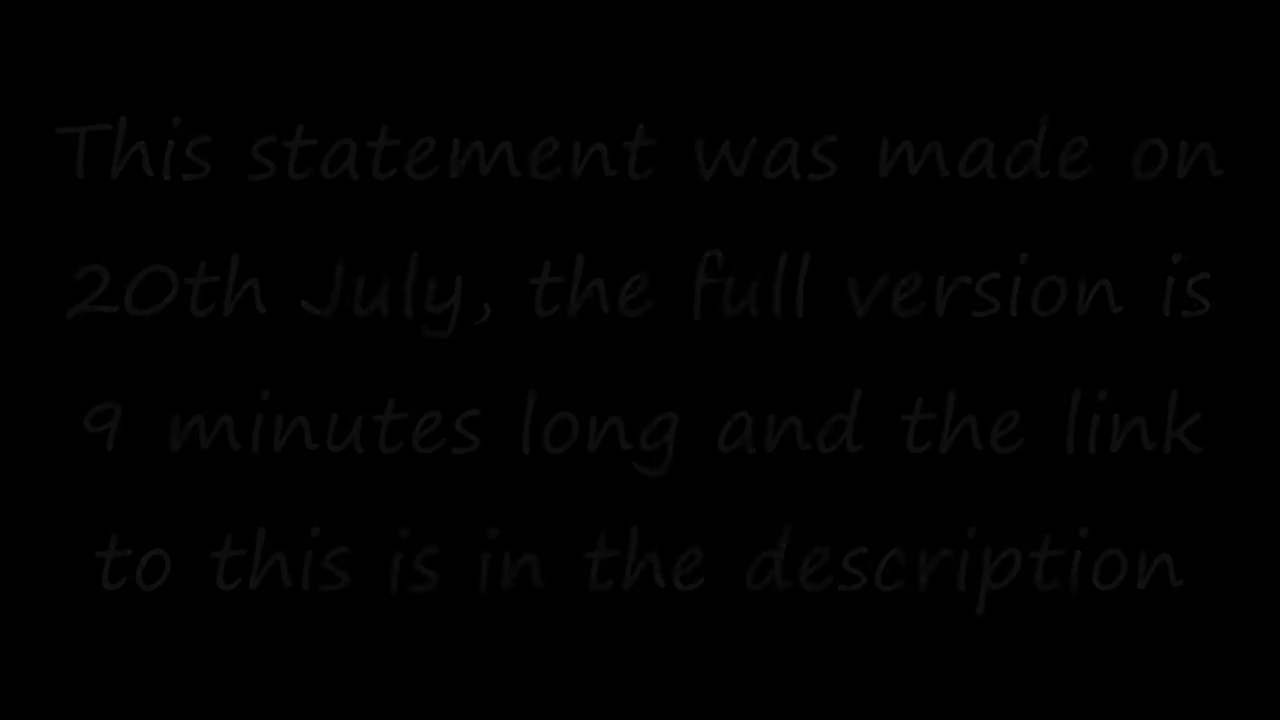 This statement was made on
20th July, the full version is
9 minutes long and the link
to this is in the description